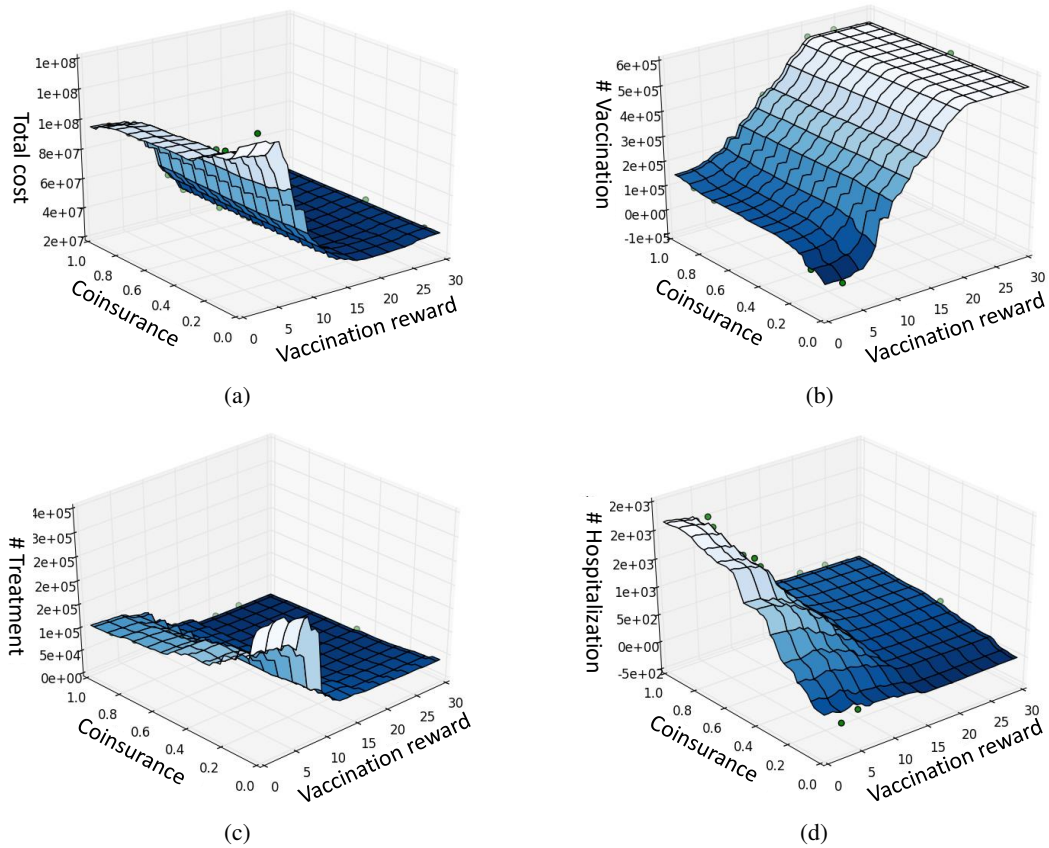 1e+08
1e+08
1e+08
8e+07
6e+07
4e+07
2e+07
Total cost
1.0
0.8
0.6
0.4
0.2
0.0
Coinsurance
0
5
10
15
20
25
30
Vaccination reward
(a)
6e+05
5e+05
4e+05
3e+05
2e+05
1e+05
0e+00
-1e+05
# Vaccination
1.0
0.8
0.6
0.4
0.2
0.0
Coinsurance
0
5
10
15
20
25
30
Vaccination reward
(b)
4e+05
3e+05
2e+05
2e+05
2e+05
1e+05
5e+04
0e+00
# Treatment
1.0
0.8
0.6
0.4
0.2
0.0
Coinsurance
0
5
10
15
20
25
30
Vaccination reward
(c)
2e+03
2e+03
2e+03
1e+03
5e+02
0e+00
-5e+02
# Hospitalization
1.0
0.8
0.6
0.4
0.2
0.0
Coinsurance
0
5
10
15
20
25
30
Vaccination reward
(d)